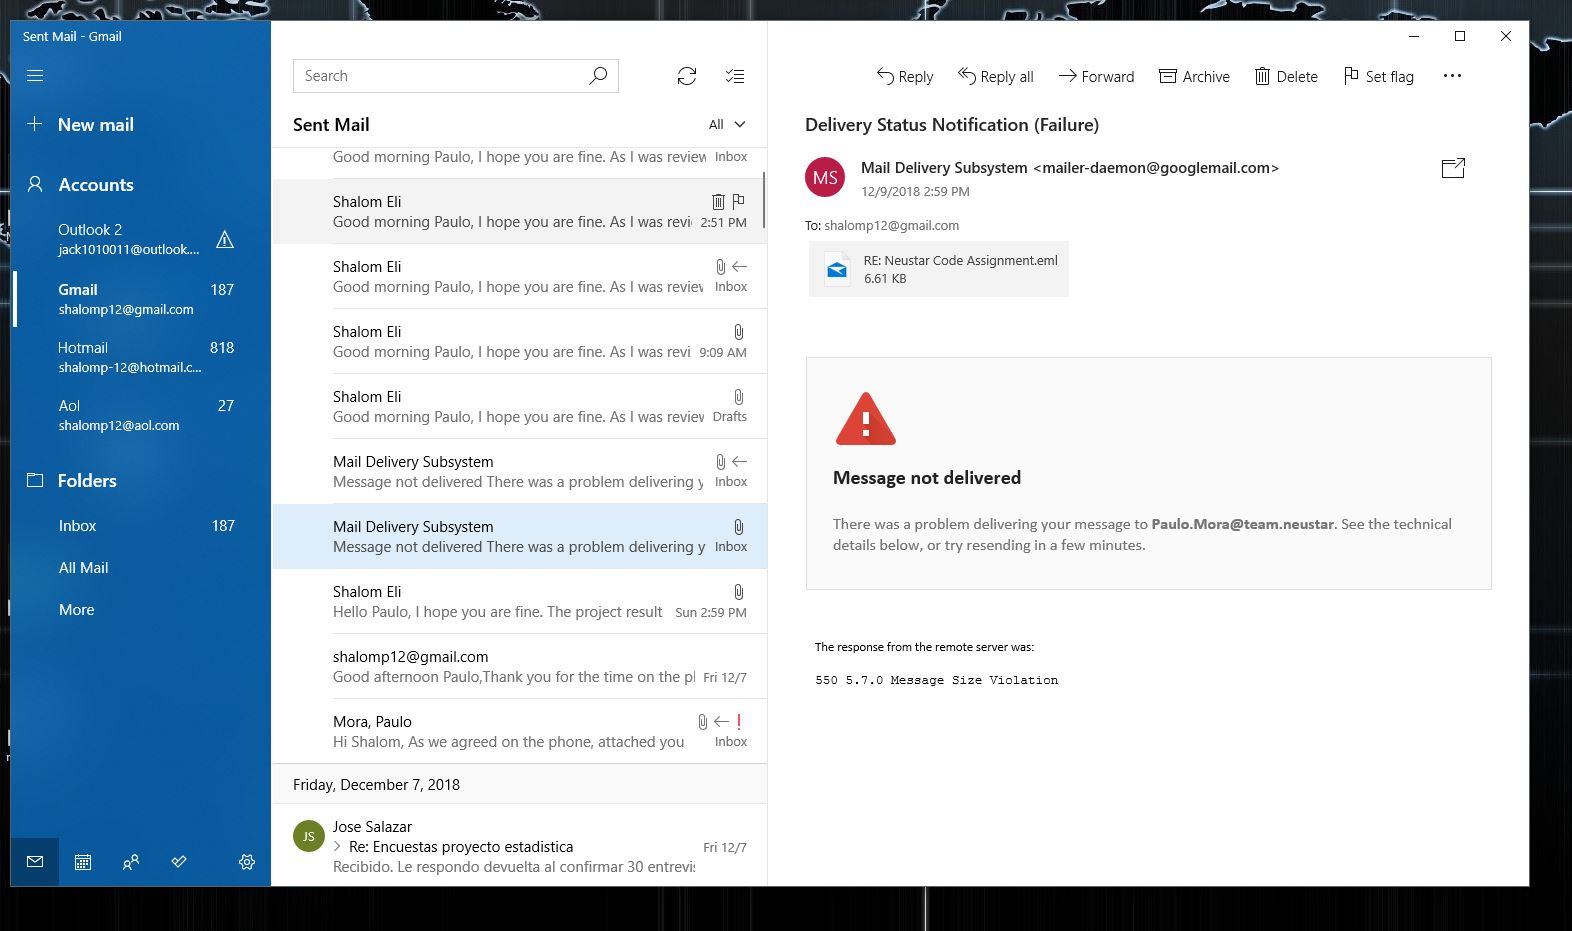 Sent Mail - Gmail
New mail
Accounts
Outlook 2
jack1010011@outlook....
Gmail 187
shalomp12@gmail.com
Hotmail 818
shalomp-12@hotmail.c...
Aol 27
shalomp12@aol.com
Folders
Inbox 187
All Mail
More
Search
Sent Mail All
Good morning Paulo, I hope you are fine. As I was review Inbox
Shalom Eli
Good morning Paulo, I hope you are fine. As I was revi 2:51 PM
Shalom Eli
Good morning Paulo, I hope you are fine. As I was review Inbox
Shalom Eli
Good morning Paulo, I hope you are fine. As I was revi 9:09 AM
Shalom Eli
Good morning Paulo, I hope you are fine. As I was review Drafts
Mail Delivery Subsystem
Message not delivered There was a problem delivering y Inbox
Mail Delivery Subsystem
Message not delivered There was a problem delivering y Inbox
Shalom Eli
Hello Paulo, I hope you are fine. The project result Sun 2:59 PM
shalomp12@gmail.com
Good afternoon Paulo,Thank you for the time on the pl Fri 12/7
Mora, Paulo
Hi Shalom, As we agreed on the phone, attached you Inbox
Friday, December 7, 2018
JS
Jose Salazar
Re: Encuestas proyecto estadistica Fri 12/7
Recibido. Le respondo devuelta al confirmar 30 entrevis
Reply Reply all Forward Archive Delete Set flag
Delivery Status Notification (Failure)
MS
Mail Delivery Subsystem <mailer-daemon@googlemail.com>
12/9/2018 2:59 PM
To: shalomp12@gmail.com
RE: Neustar Code Assignment.eml
6.61 KB
Message not delivered
There was a problem delivering your message to Paulo.Mora@team.neustar. See the technical
details below, or try resending in a few minutes.
The response from the remote server was:
550 5.7.0 Message Size Violation